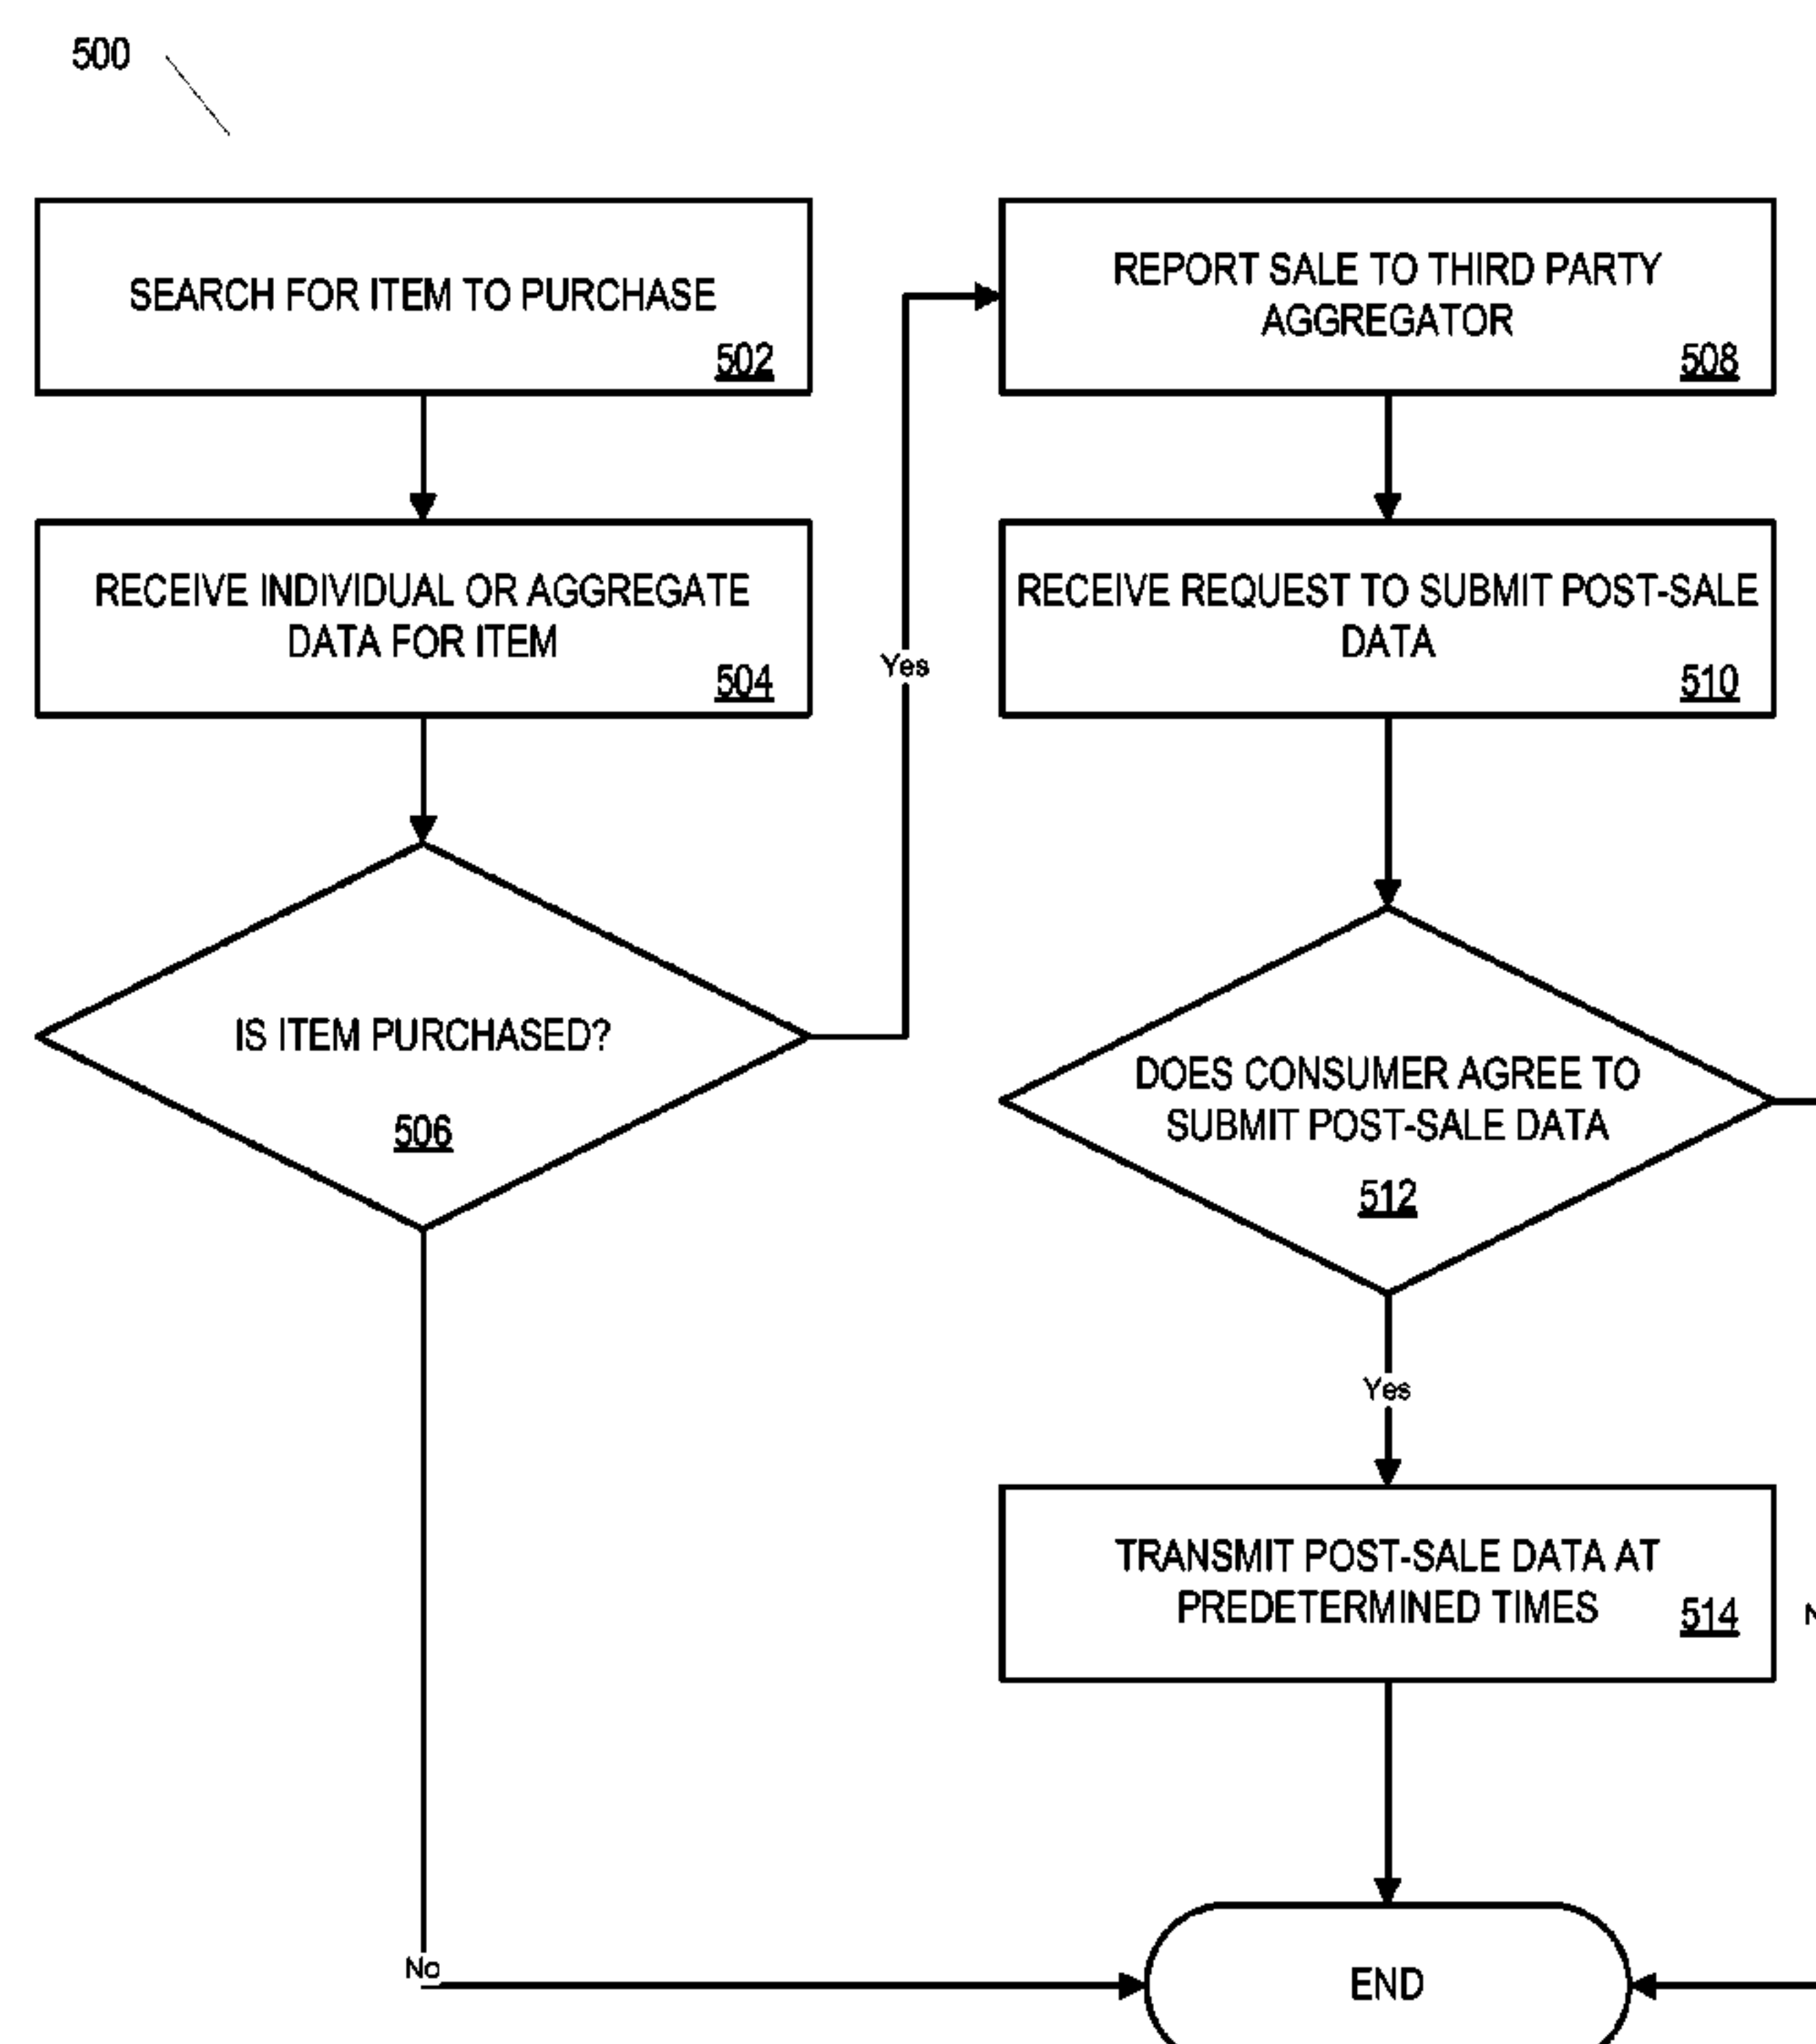 500
SEARCH FOR ITEM TO PURCHASE
502
RECEIVE INDIVIDUAL OR AGGREGATE
DATA FOR ITEM
504
IS ITEM PURCHASED?
506
Yes
No
REPORT SALE TO THIRD PARTY
AGGREGATOR
508
RECEIVE REQUEST TO SUBMIT POST-SALE
DATA
510
DOES CONSUMER AGREE TO
SUBMIT POST-SALE DATA
512
Yes
TRANSMIT POST-SALE DATA AT
PREDETERMINED TIMES
514
END